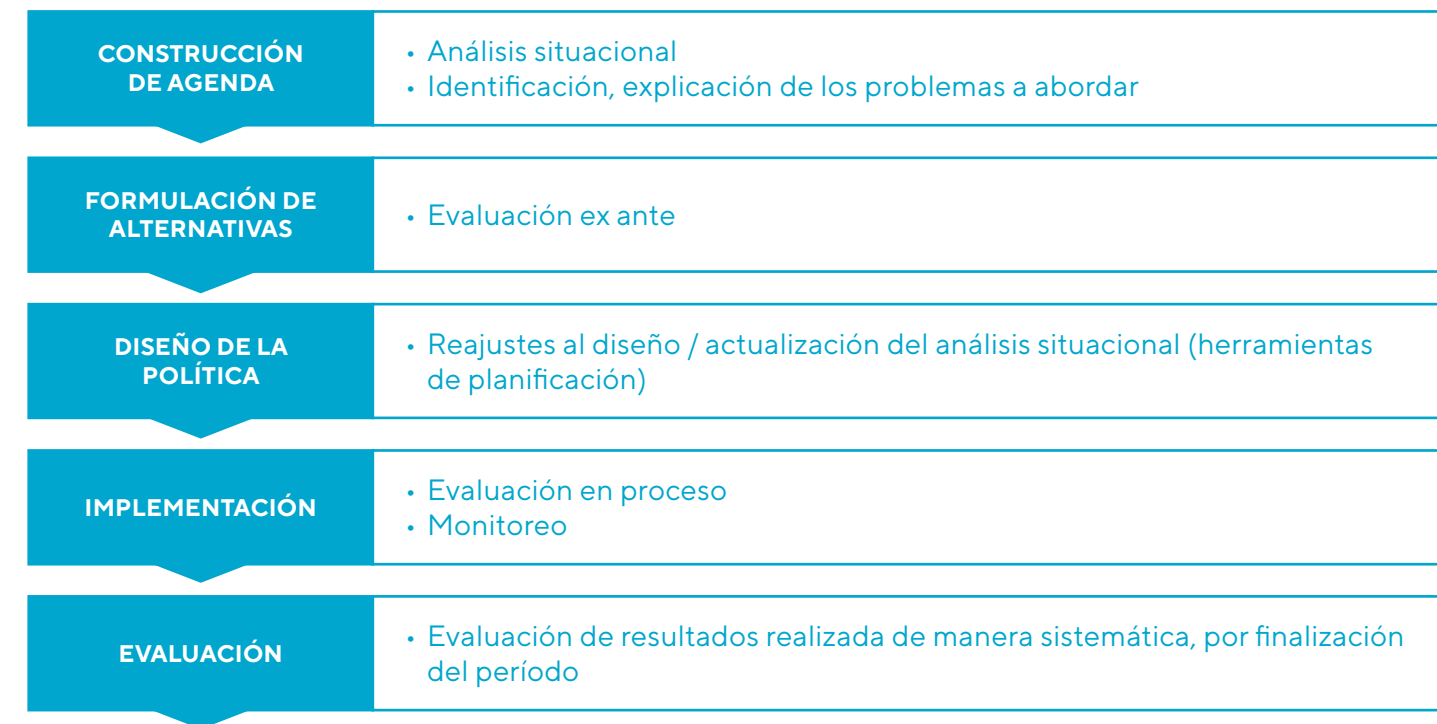 CONSTRUCCIÓN
DE AGENDA
• Análisis situacional
• Identificación, explicación de los problemas a abordar
FORMULACIÓN DE
ALTERNATIVAS
• Evaluación ex ante
DISEÑO DE LA
POLÍTICA
• Reajustes al diseño / actualización del análisis situacional (herramientas
de planificación)
IMPLEMENTACIÓN
• Evaluación en proceso
• Monitoreo
EVALUACIÓN
• Evaluación de resultados realizada de manera sistemática, por finalización
del período